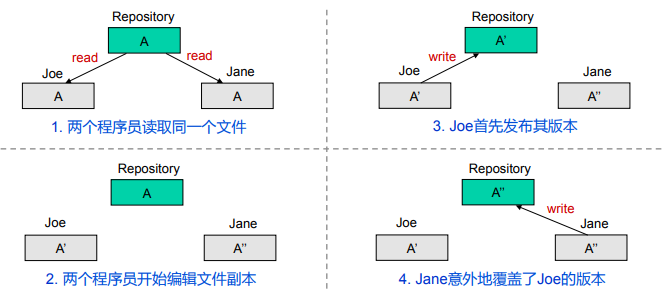 Repository
A
read
read
Joe
Jane
A
A
1. 两个程序员读取同一个文件
Repository
A'
write
Joe
Jane
A'
A''
3. Joe首先发布其版本
Repository
A
Joe
Jane
A'
A''
2. 两个程序员开始编辑文件副本
Repository
A''
write
Joe
Jane
A'
A''
4. Jane意外地覆盖了Joe的版本